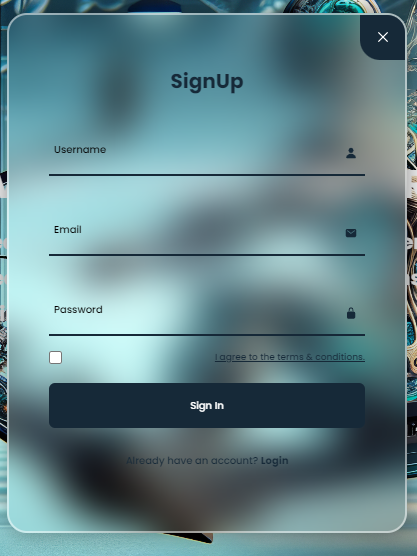 SignUp
Username
Email
Password
I agree to the terms & conditions.
Sign In
Already have an account? Login